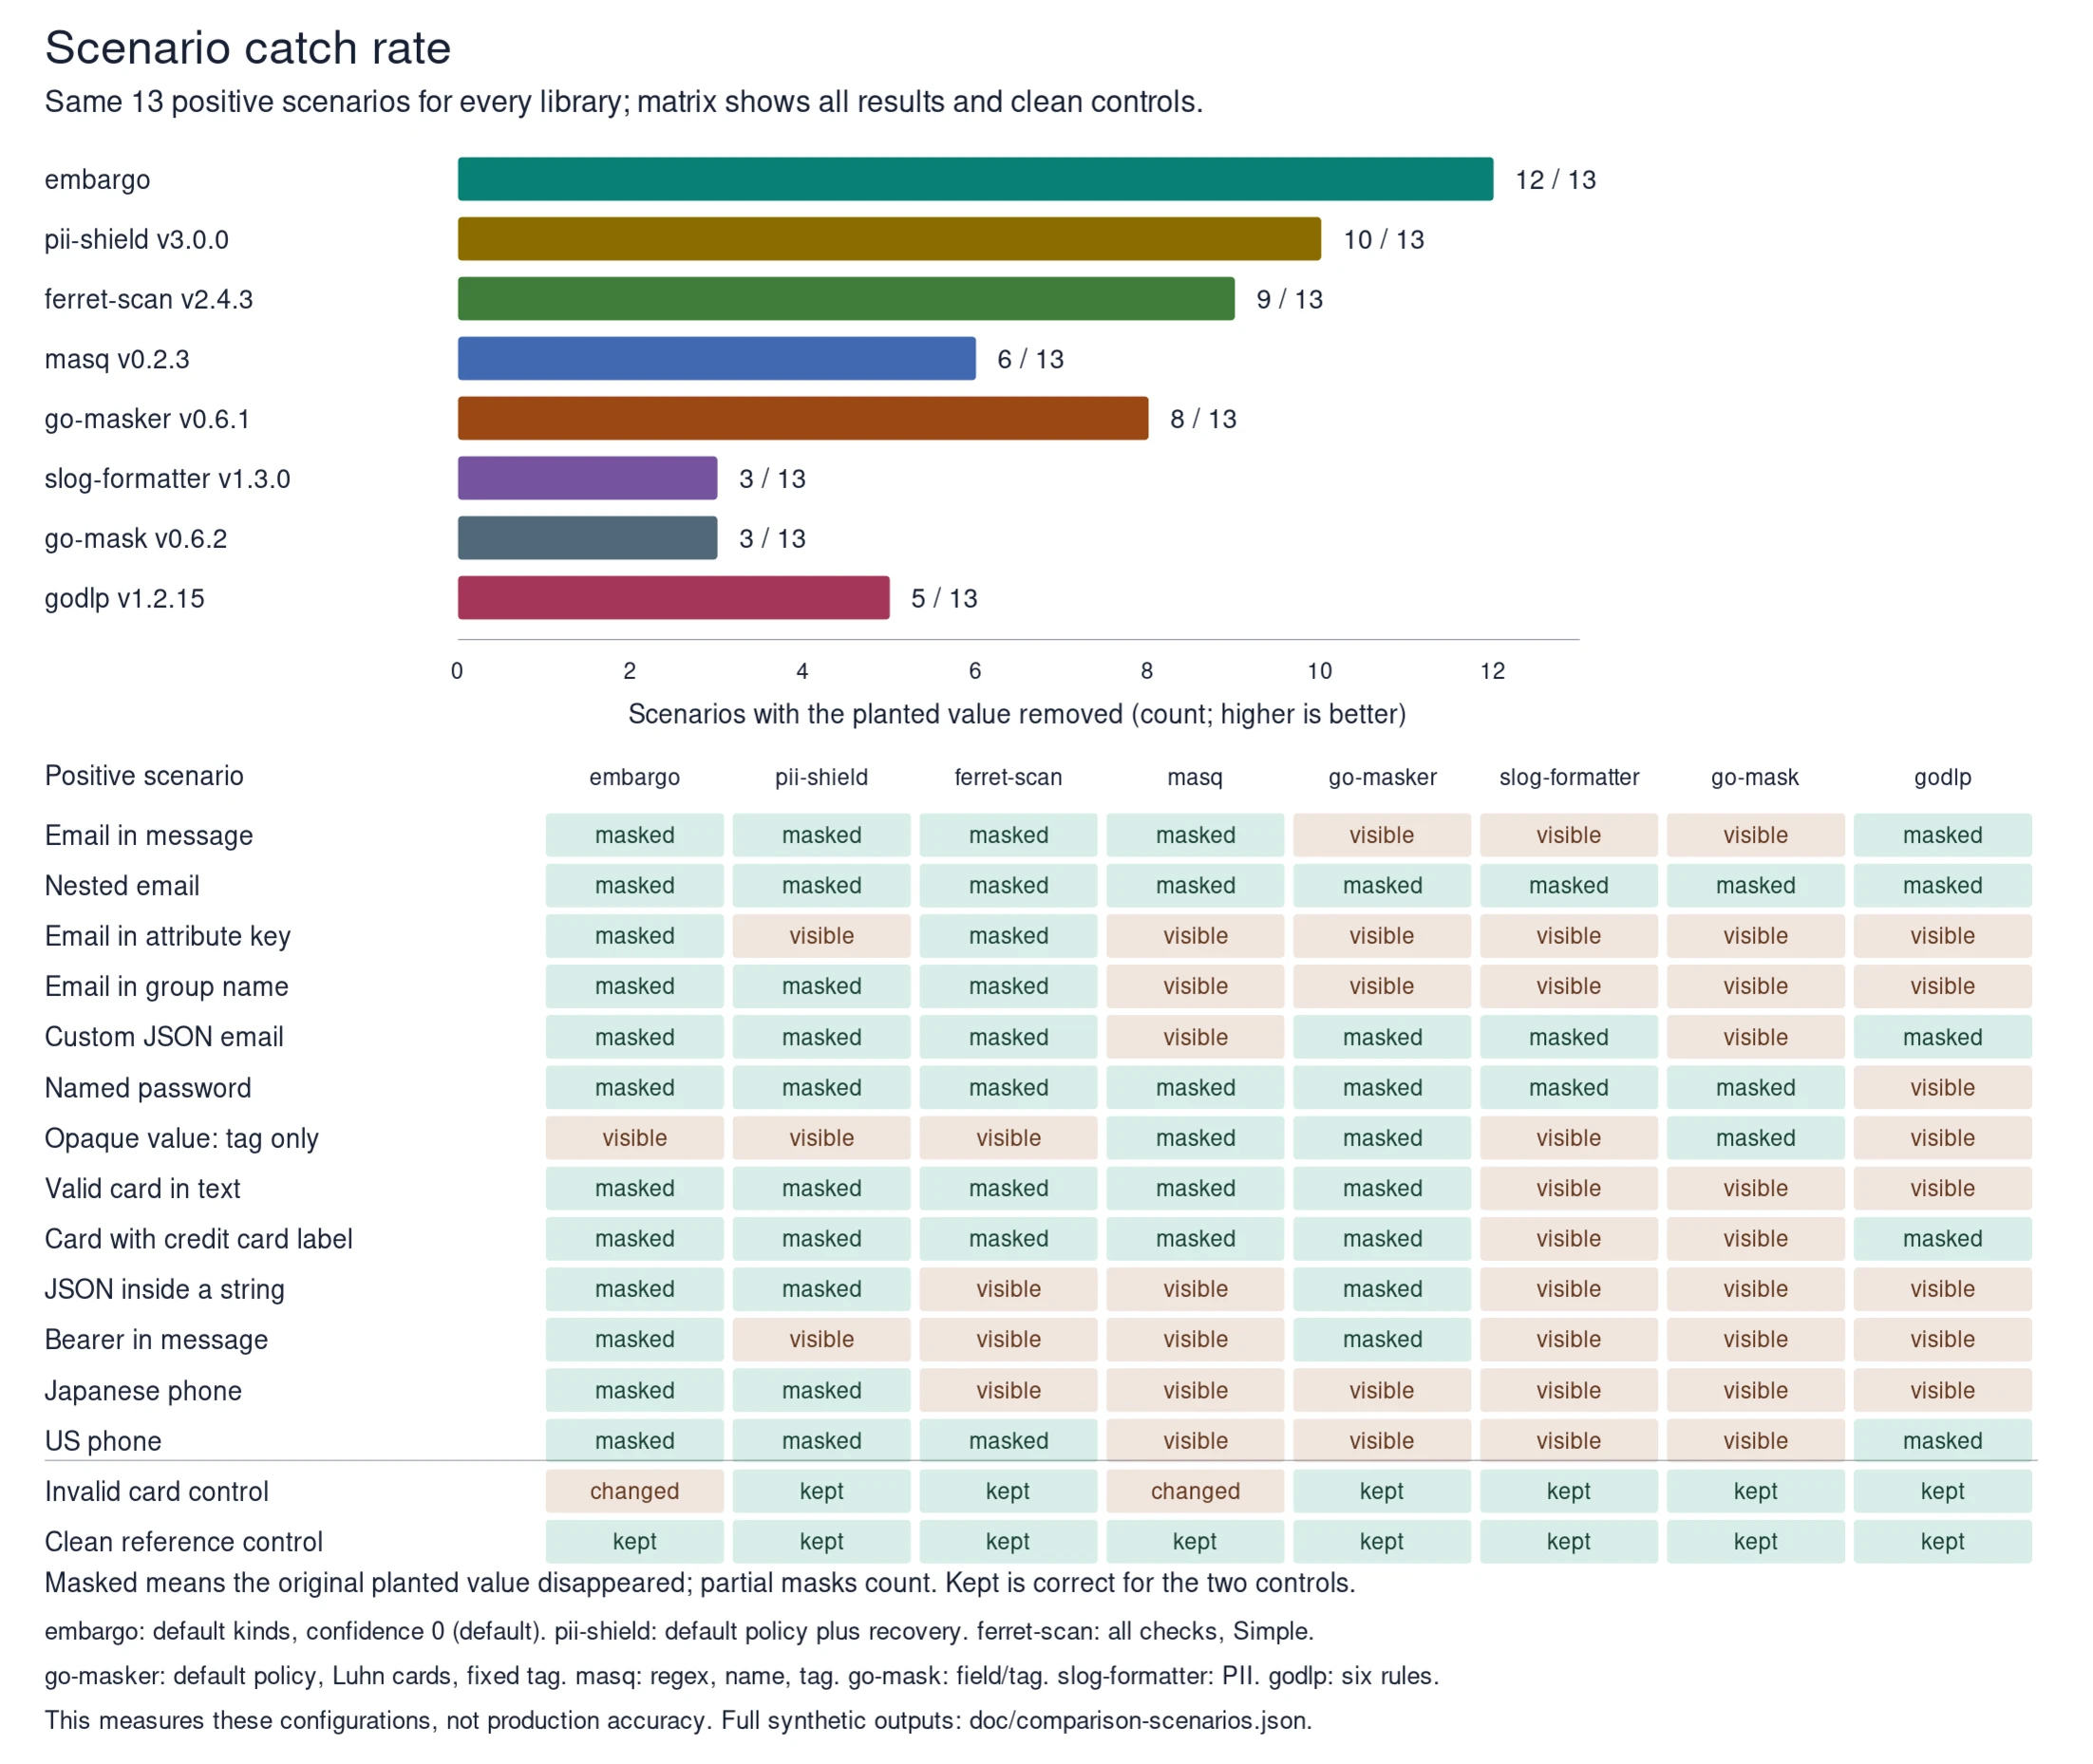 Scenario catch rate
Same 13 positive scenarios for every library; matrix shows all results and clean controls.
embargo 12 / 13
pii-shield v3.0.0 10 / 13
ferret-scan v2.4.3 9 / 13
masq v0.2.3 6 / 13
go-masker v0.6.1 8 / 13
slog-formatter v1.3.0 3 / 13
go-mask v0.6.2 3 / 13
godlp v1.2.15 5 / 13
0 2 4 6 8 10 12
Scenarios with the planted value removed (count; higher is better)
Positive scenario embargo pii-shield ferret-scan masq go-masker slog-formatter go-mask godlp
Email in message masked masked masked masked visible visible visible masked
Nested email masked masked masked masked masked masked masked masked
Email in attribute key masked visible masked visible visible visible visible visible
Email in group name masked masked masked visible visible visible visible visible
Custom JSON email masked masked masked visible masked masked visible masked
Named password masked masked masked masked masked masked masked visible
Opaque value: tag only visible visible visible masked masked visible masked visible
Valid card in text masked masked masked masked masked visible visible visible
Card with credit card label masked masked masked masked masked visible visible masked
JSON inside a string masked masked visible visible masked visible visible visible
Bearer in message masked visible visible visible masked visible visible visible
Japanese phone masked masked visible visible visible visible visible visible
US phone masked masked masked visible visible visible visible masked
Invalid card control changed kept kept changed kept kept kept kept
Clean reference control kept kept kept kept kept kept kept kept
Masked means the original planted value disappeared; partial masks count. Kept is correct for the two controls.
embargo: default kinds, confidence 0 (default). pii-shield: default policy plus recovery. ferret-scan: all checks, Simple.
go-masker: default policy, Luhn cards, fixed tag. masq: regex, name, tag. go-mask: field/tag. slog-formatter: PII. godlp: six rules.
This measures these configurations, not production accuracy. Full synthetic outputs: doc/comparison-scenarios.json.